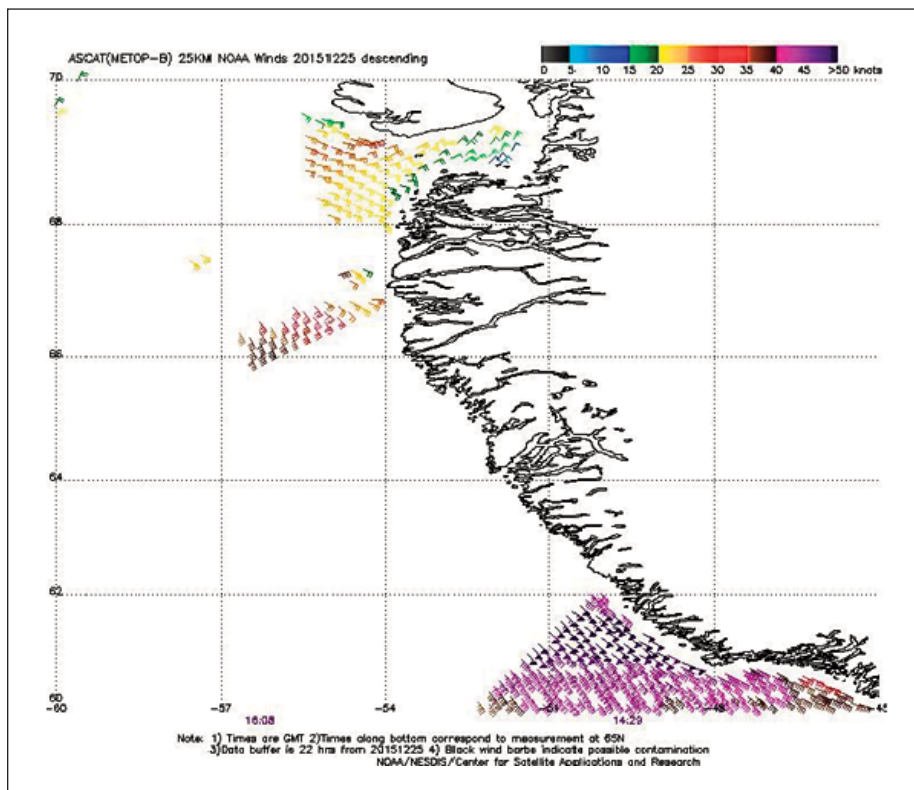 ASCAT(METOP-B) 25KM NOAA Winds 20151225 descending
0 5 10 15 20 25 30 35 40 45 >50 knots
70
68
66
64
62
60
-60 -57 -54 -51 -48 -45
16:08 14:29
Note: 1) Times are GMT 2)Times along bottom correspond to measurement at 65N
3)Data buffer is 22 hrs from 20151225 4) Black wind barbs indicate possible contamination
NOAA/NESDIS/Center for Satellite Applications and Research